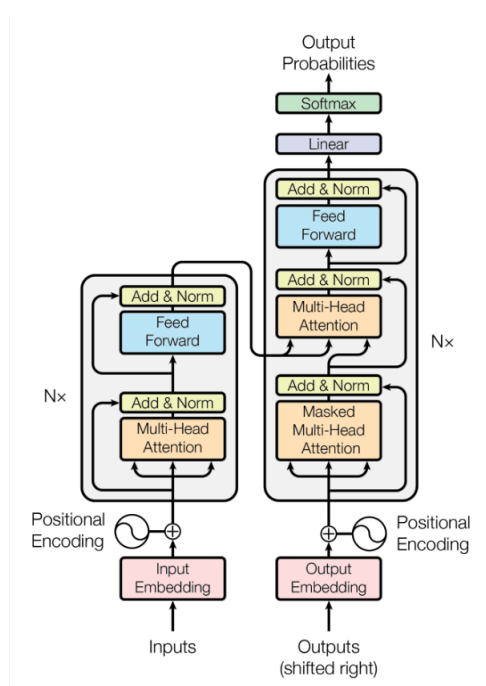 Output
Probabilities
Softmax
Linear
Add & Norm
Feed
Forward
Add & Norm
Multi-Head
Attention
Add & Norm
Masked
Multi-Head
Attention
N×
Add & Norm
Feed
Forward
Add & Norm
Multi-Head
Attention
N×
Positional
Encoding
Positional
Encoding
Input
Embedding
Output
Embedding
Inputs
Outputs
(shifted right)